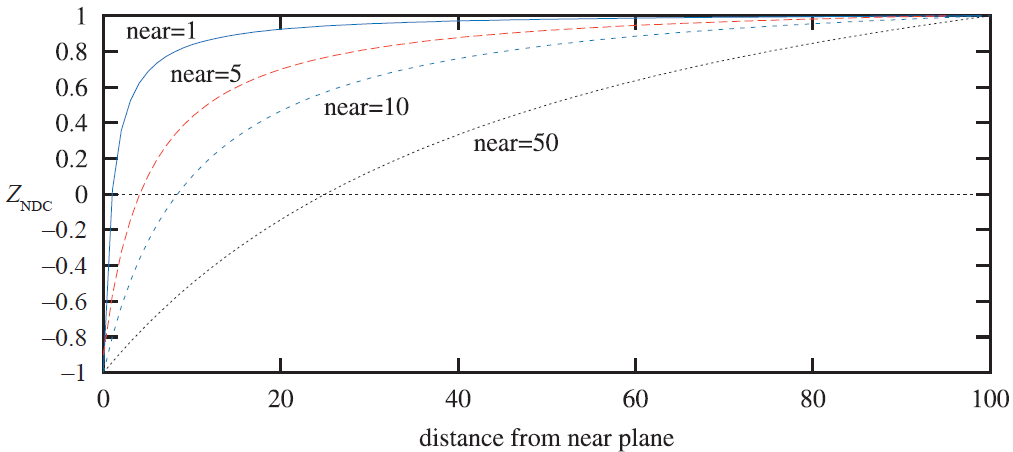 1
near=1
0.8
near=5
0.6
near=10
0.4
near=50
0.2
Z_NDC 0
–0.2
–0.4
–0.6
–0.8
–1
0 20 40 60 80 100
distance from near plane